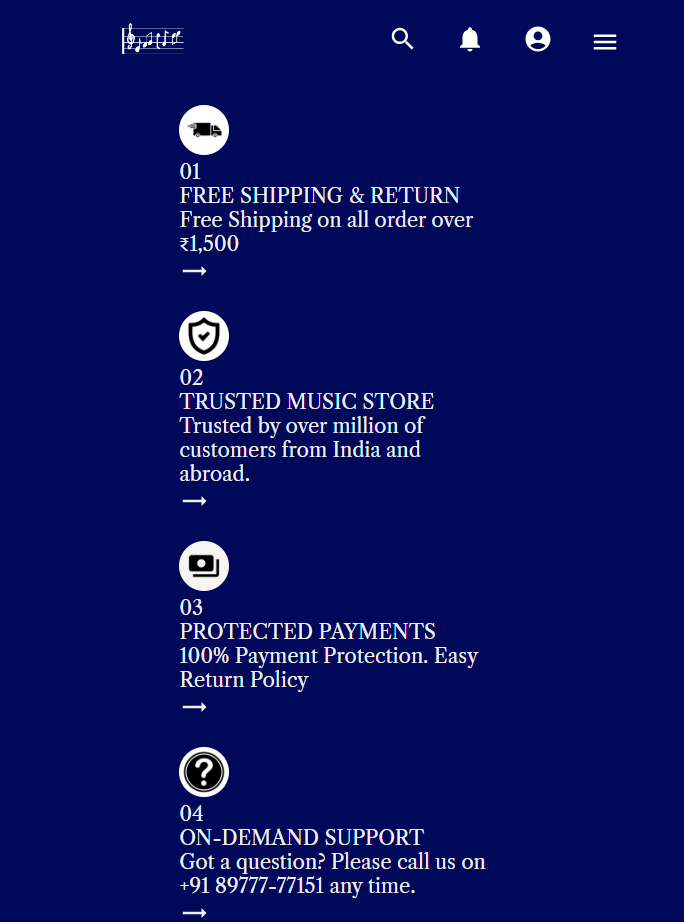 01
FREE SHIPPING & RETURN
Free Shipping on all order over
₹1,500
02
TRUSTED MUSIC STORE
Trusted by over million of
customers from India and
abroad.
03
PROTECTED PAYMENTS
100% Payment Protection. Easy
Return Policy
04
ON-DEMAND SUPPORT
Got a question? Please call us on
+91 89777-77151 any time.